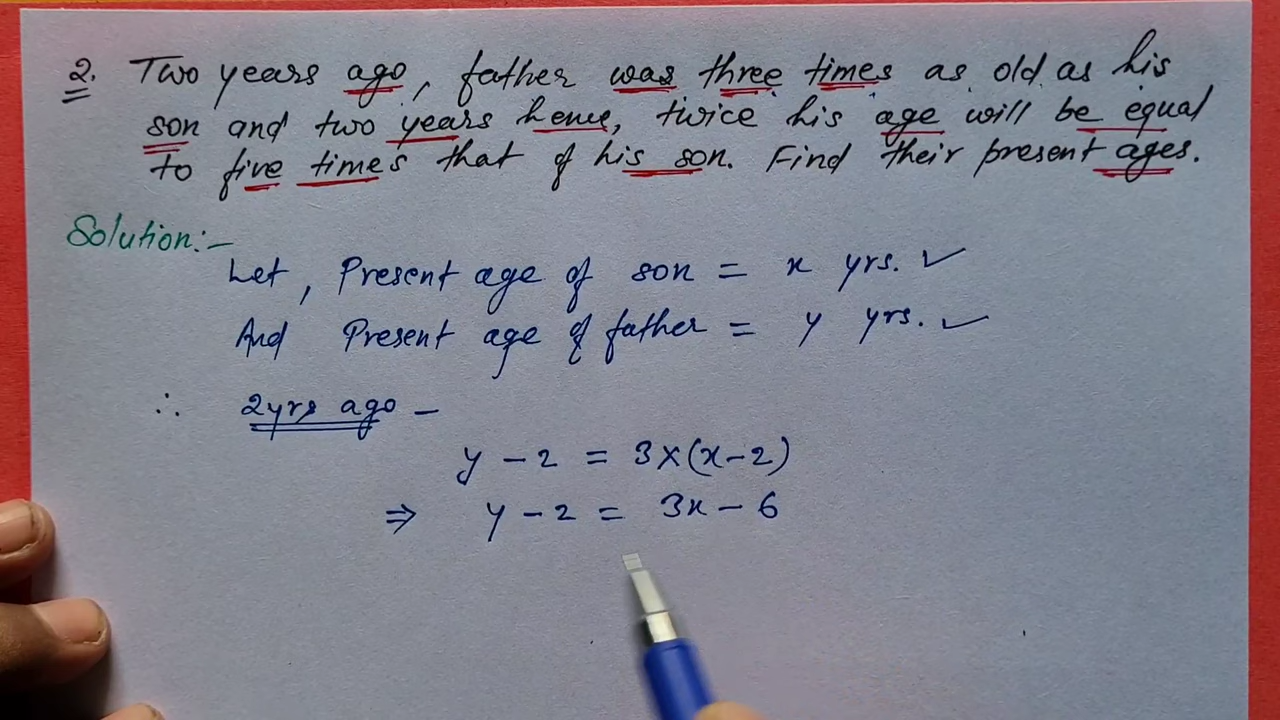 2. Two years ago, father was three times as old as his
son and two years hence, twice his age will be equal
to five times that of his son. Find their present ages.
Solution:-
Let, Present age of son = x yrs. ✓
And Present age of father = y yrs. ✓
∴ 2yrs ago -
y - 2 = 3×(x-2)
⇒ y - 2 = 3x - 6